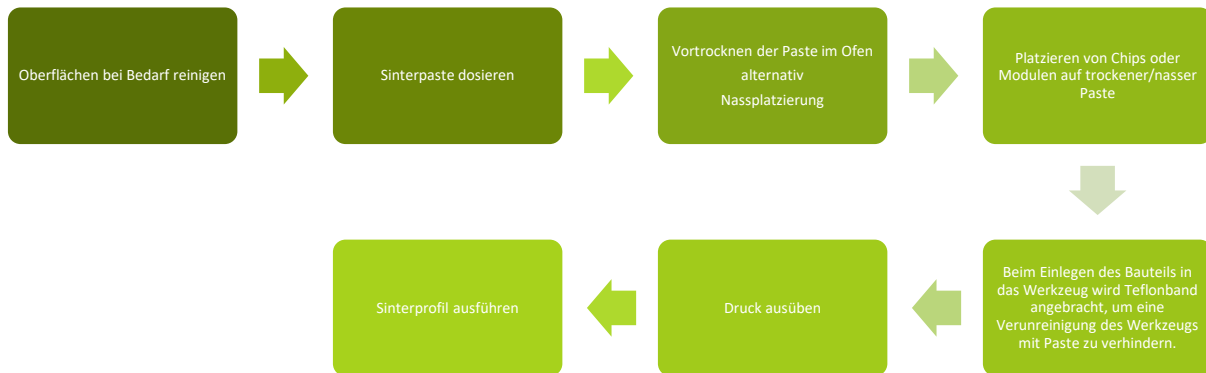 Oberflächen bei Bedarf reinigen
Sinterpaste dosieren
Vortrocknen der Paste im Ofen
alternativ
Nassplatzierung
Platzieren von Chips oder
Modulen auf trockener/nasser
Paste
Beim Einlegen des Bauteils in
das Werkzeug wird Teflonband
angebracht, um eine
Verunreinigung des Werkzeugs
mit Paste zu verhindern.
Druck ausüben
Sinterprofil ausführen